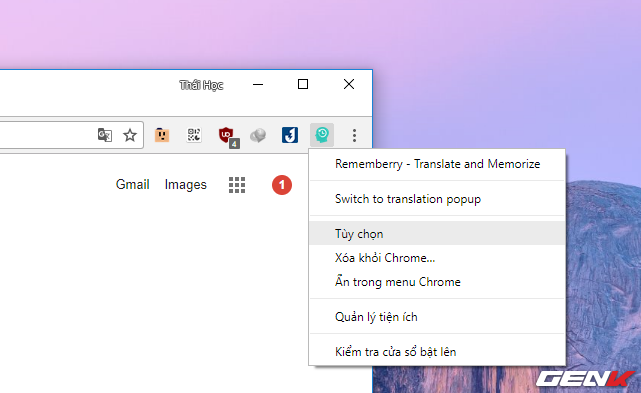 Thái Học
4
Gmail Images 1
Rememberry - Translate and Memorize
Switch to translation popup
Tùy chọn
Xóa khỏi Chrome...
Ẩn trong menu Chrome
Quản lý tiện ích
Kiểm tra cửa sổ bật lên
GENK